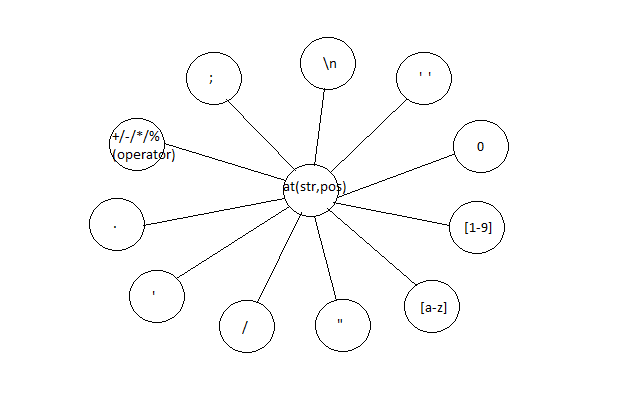 \n
;
' '
+/-/*/%
(operator)
0
at(str,pos)
.
[1-9]
'
[a-z]
/
"